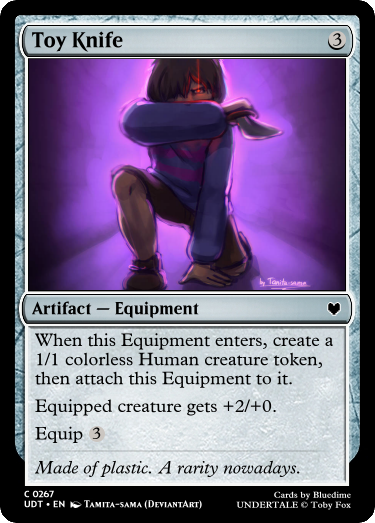 Toy Knife 3
by Tamita-sama
Artifact — Equipment
When this Equipment enters, create a
1/1 colorless Human creature token,
then attach this Equipment to it.
Equipped creature gets +2/+0.
Equip 3
Made of plastic. A rarity nowadays.
C 0267
UDT • EN Tamita-sama (DeviantArt)
Cards by Bluedime
UNDERTALE © Toby Fox